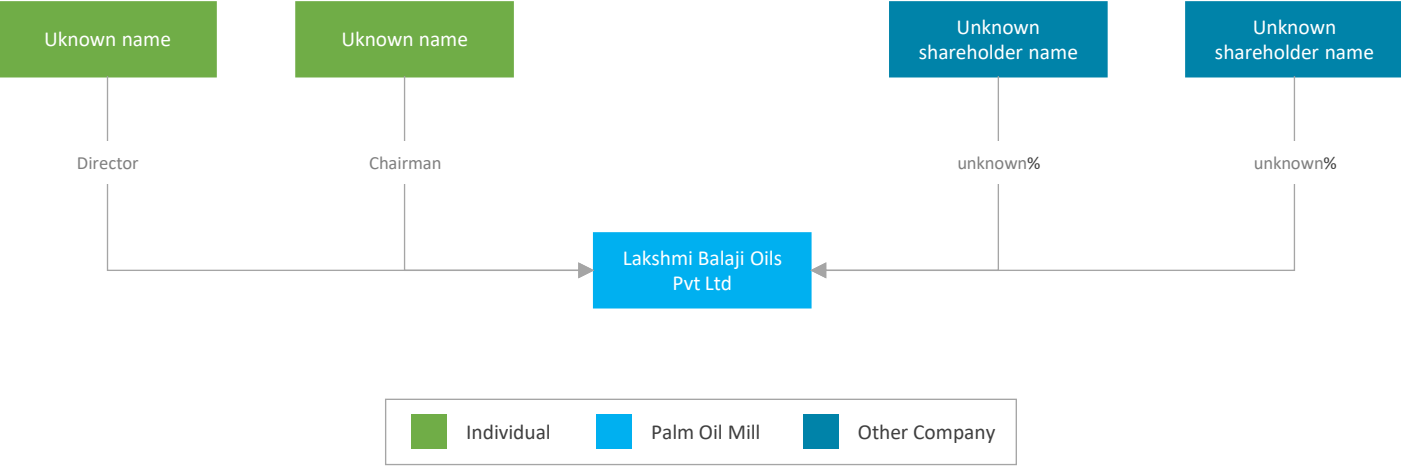 Uknown name
Uknown name
Unknown
shareholder name
Unknown
shareholder name
Director
Chairman
unknown%
unknown%
Lakshmi Balaji Oils
Pvt Ltd
Individual
Palm Oil Mill
Other Company